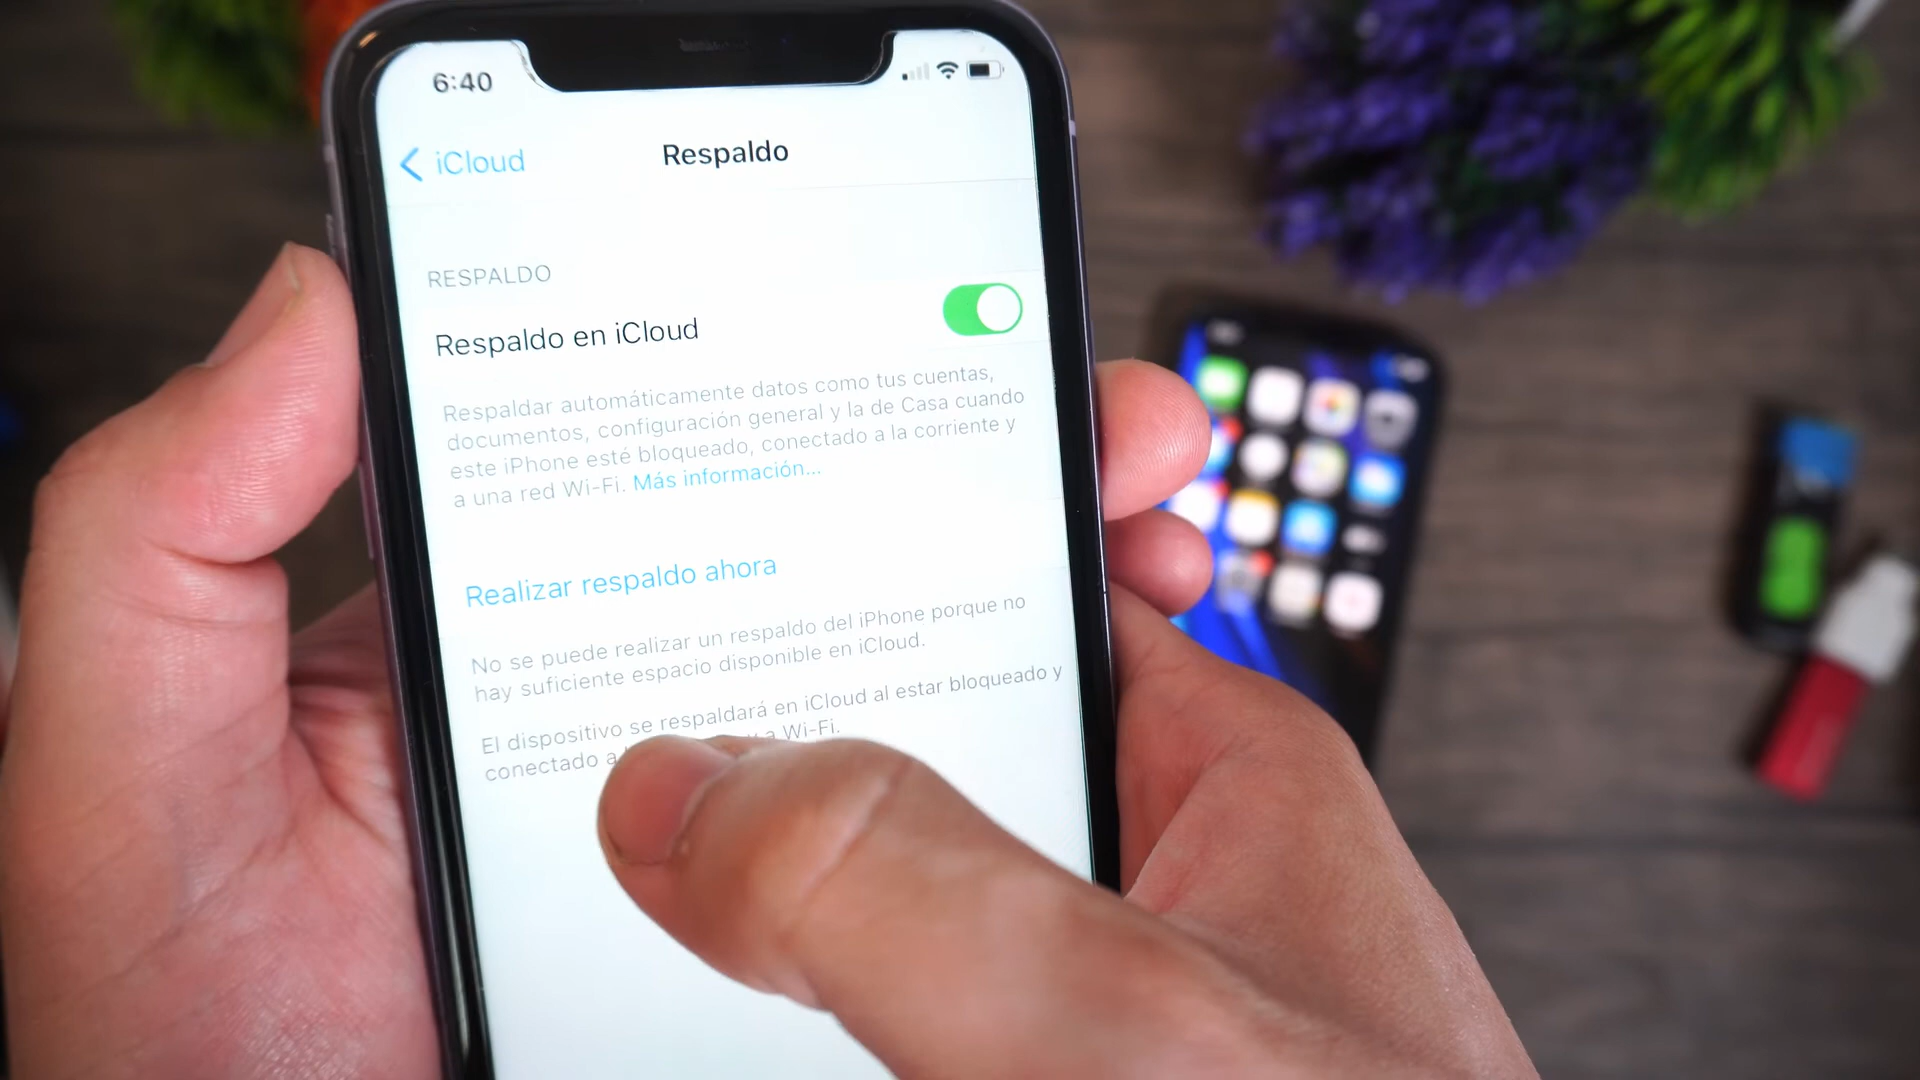 6:40
iCloud
Respaldo
RESPALDO
Respaldo en iCloud
Respaldar automáticamente datos como tus cuentas,
documentos, configuración general y la de Casa cuando
este iPhone esté bloqueado, conectado a la corriente y
a una red Wi-Fi. Más información...
Realizar respaldo ahora
No se puede realizar un respaldo del iPhone porque no
hay suficiente espacio disponible en iCloud.
El dispositivo se respaldará en iCloud al estar bloqueado y
conectado a Wi-Fi.